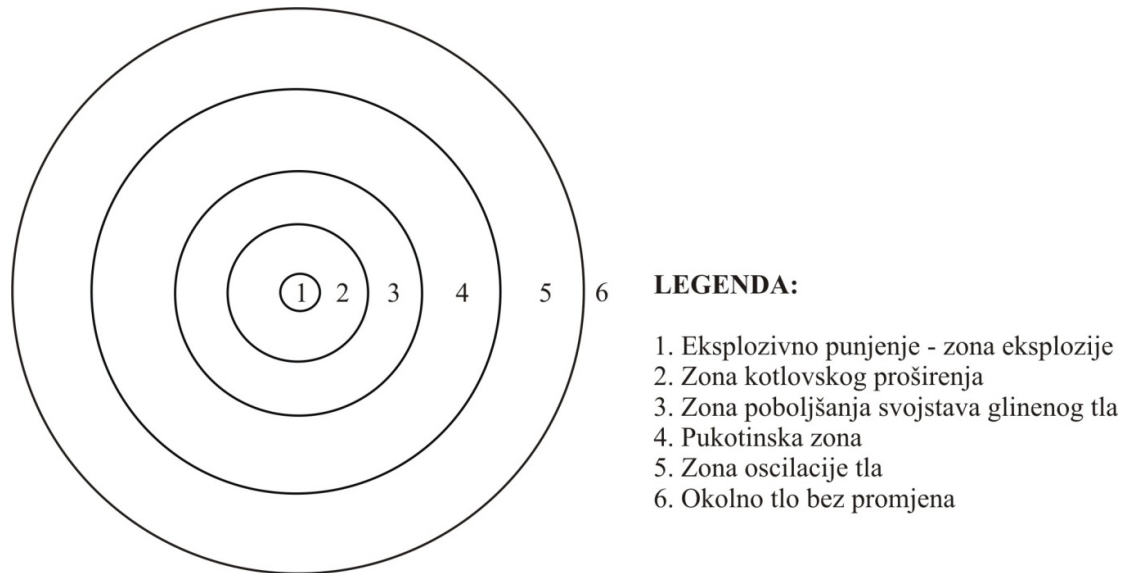 1 2 3 4 5 6
LEGENDA:
1. Eksplozivno punjenje - zona eksplozije
2. Zona kotlovskog proširenja
3. Zona poboljšanja svojstava glinenog tla
4. Pukotinska zona
5. Zona oscilacije tla
6. Okolno tlo bez promjena